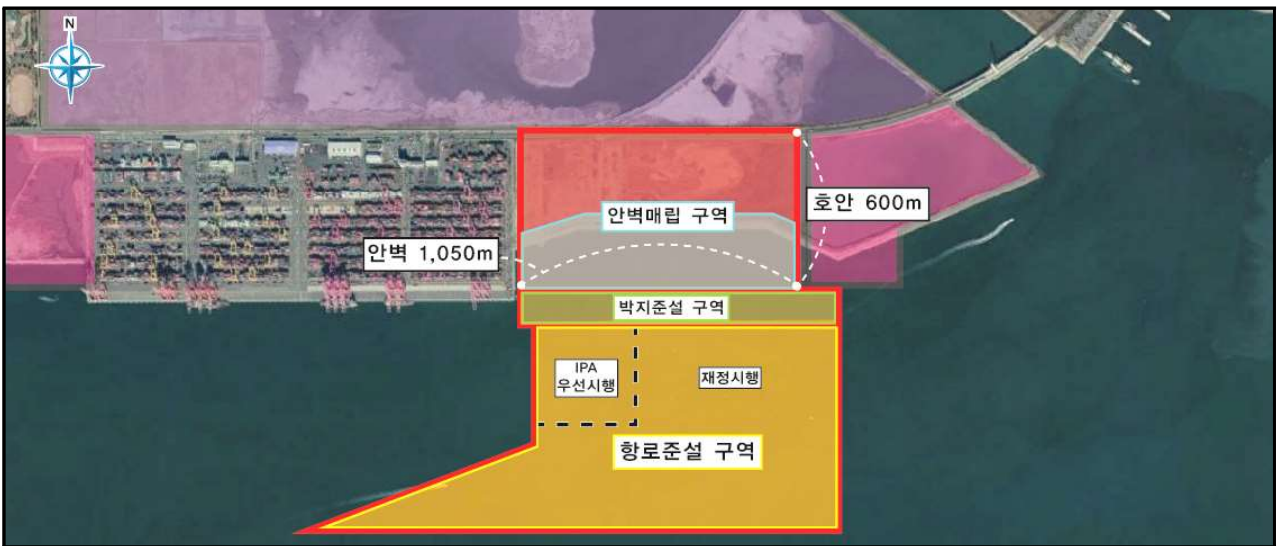 N
안벽매립 구역
호안 600m
안벽 1,050m
박지준설 구역
IPA
우선시행
재정시행
항로준설 구역